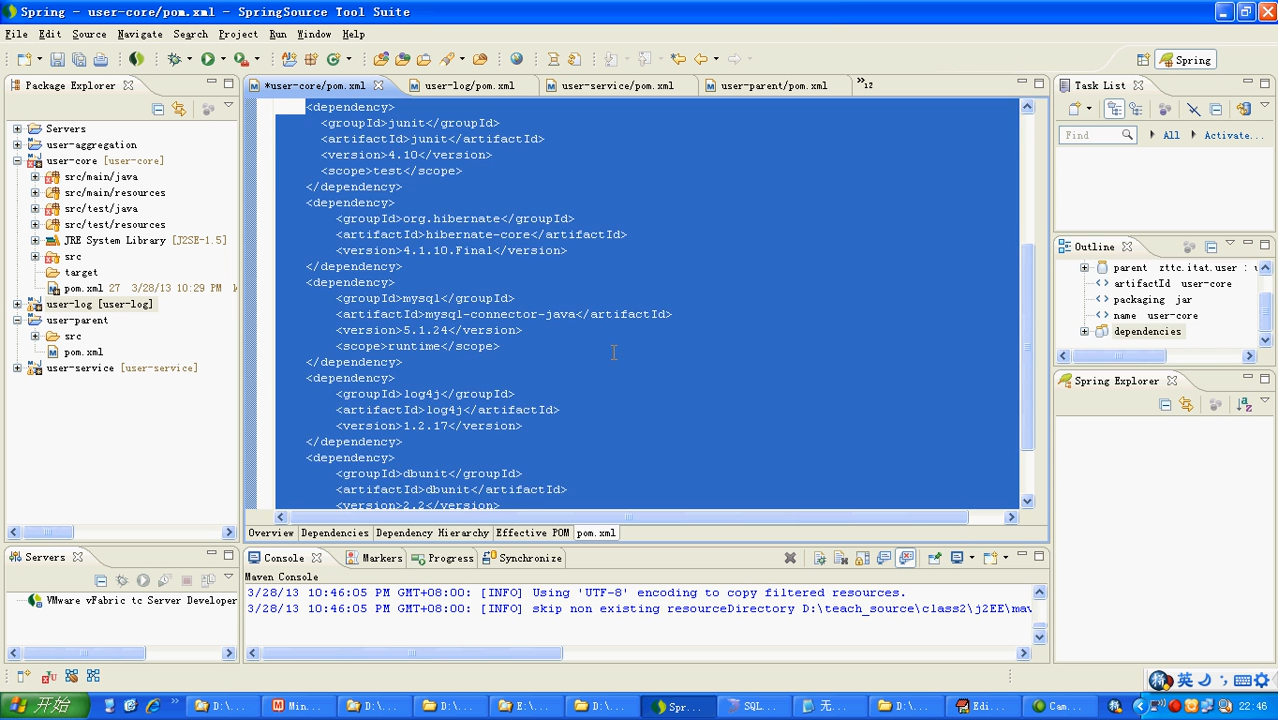 Spring - user-core/pom.xml - SpringSource Tool Suite
File Edit Source Navigate Search Project Run Window Help
Spring
Package Explorer
*user-core/pom.xml
user-log/pom.xml
user-service/pom.xml
user-parent/pom.xml
»12
Task List
Find
All
Activate...
Servers
user-aggregation
user-core [user-core]
src/main/java
src/main/resources
src/test/java
src/test/resources
JRE System Library [J2SE-1.5]
src
target
pom.xml 27 3/28/13 10:29 PM
user-log [user-log]
user-parent
src
pom.xml
user-service [user-service]
<dependency>
<groupId>junit</groupId>
<artifactId>junit</artifactId>
<version>4.10</version>
<scope>test</scope>
</dependency>
<dependency>
<groupId>org.hibernate</groupId>
<artifactId>hibernate-core</artifactId>
<version>4.1.10.Final</version>
</dependency>
<dependency>
<groupId>mysql</groupId>
<artifactId>mysql-connector-java</artifactId>
<version>5.1.24</version>
<scope>runtime</scope>
</dependency>
<dependency>
<groupId>log4j</groupId>
<artifactId>log4j</artifactId>
<version>1.2.17</version>
</dependency>
<dependency>
<groupId>dbunit</groupId>
<artifactId>dbunit</artifactId>
<version>2.2</version>
Overview Dependencies Dependency Hierarchy Effective POM pom.xml
Outline
parent zttc.itat.user :
artifactId user-core
packaging jar
name user-core
dependencies
Spring Explorer
Servers
VMware vFabric tc Server Developer
Console Markers Progress Synchronize
Maven Console
3/28/13 10:46:05 PM GMT+08:00: [INFO] Using 'UTF-8' encoding to copy filtered resources.
3/28/13 10:46:05 PM GMT+08:00: [INFO] skip non existing resourceDirectory D:\teach_source\class2\j2EE\mav
英
开始
D:\...
Min...
D:\...
D:\...
E:\...
D:\...
Spr...
SQL...
无...
D:\...
Edi...
Cam...
22:46